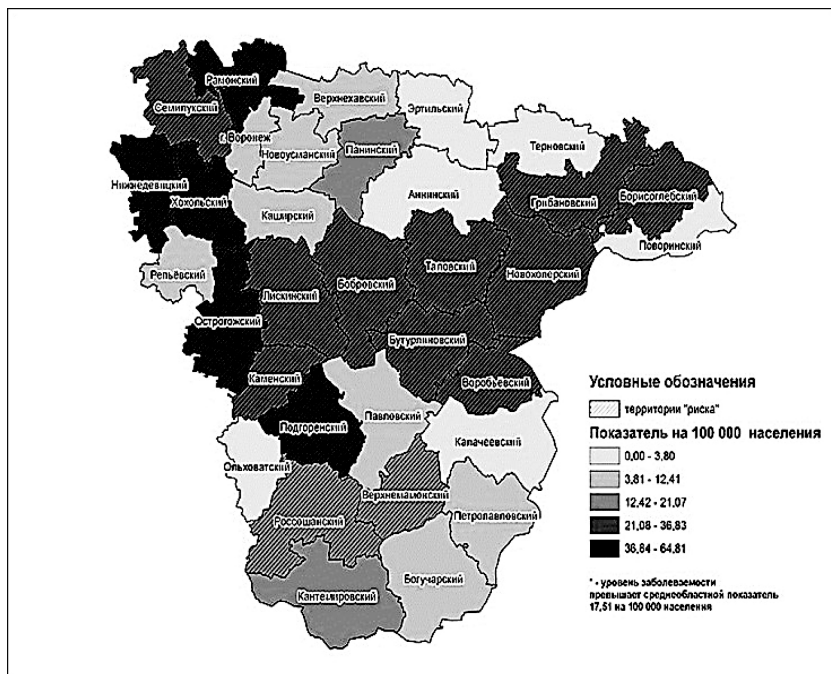 Рамонский
Семилукский
Верхнехавский
Эртильский
г. Воронеж
Новоусманский
Панинский
Терновский
Нижнедевицкий
Хохольский
Аннинский
Грибановский
Борисоглебский
Каширский
Поворинский
Репьёвский
Таловский
Новохоперский
Лискинский
Бобровский
Острогожский
Бутурлиновский
Каменский
Воробьевский
Подгоренский
Павловский
Калачеевский
Ольховатский
Верхнемамонский
Петропавловский
Россошанский
Богучарский
Кантемировский
Условные обозначения
территории "риска"
Показатель на 100 000 населения
0,00 - 3,80
3,81 - 12,41
12,42 - 21,07
21,08 - 36,83
36,84 - 64,81
* - уровень заболеваемости
превышает среднеобластной показатель
17,51 на 100 000 населения